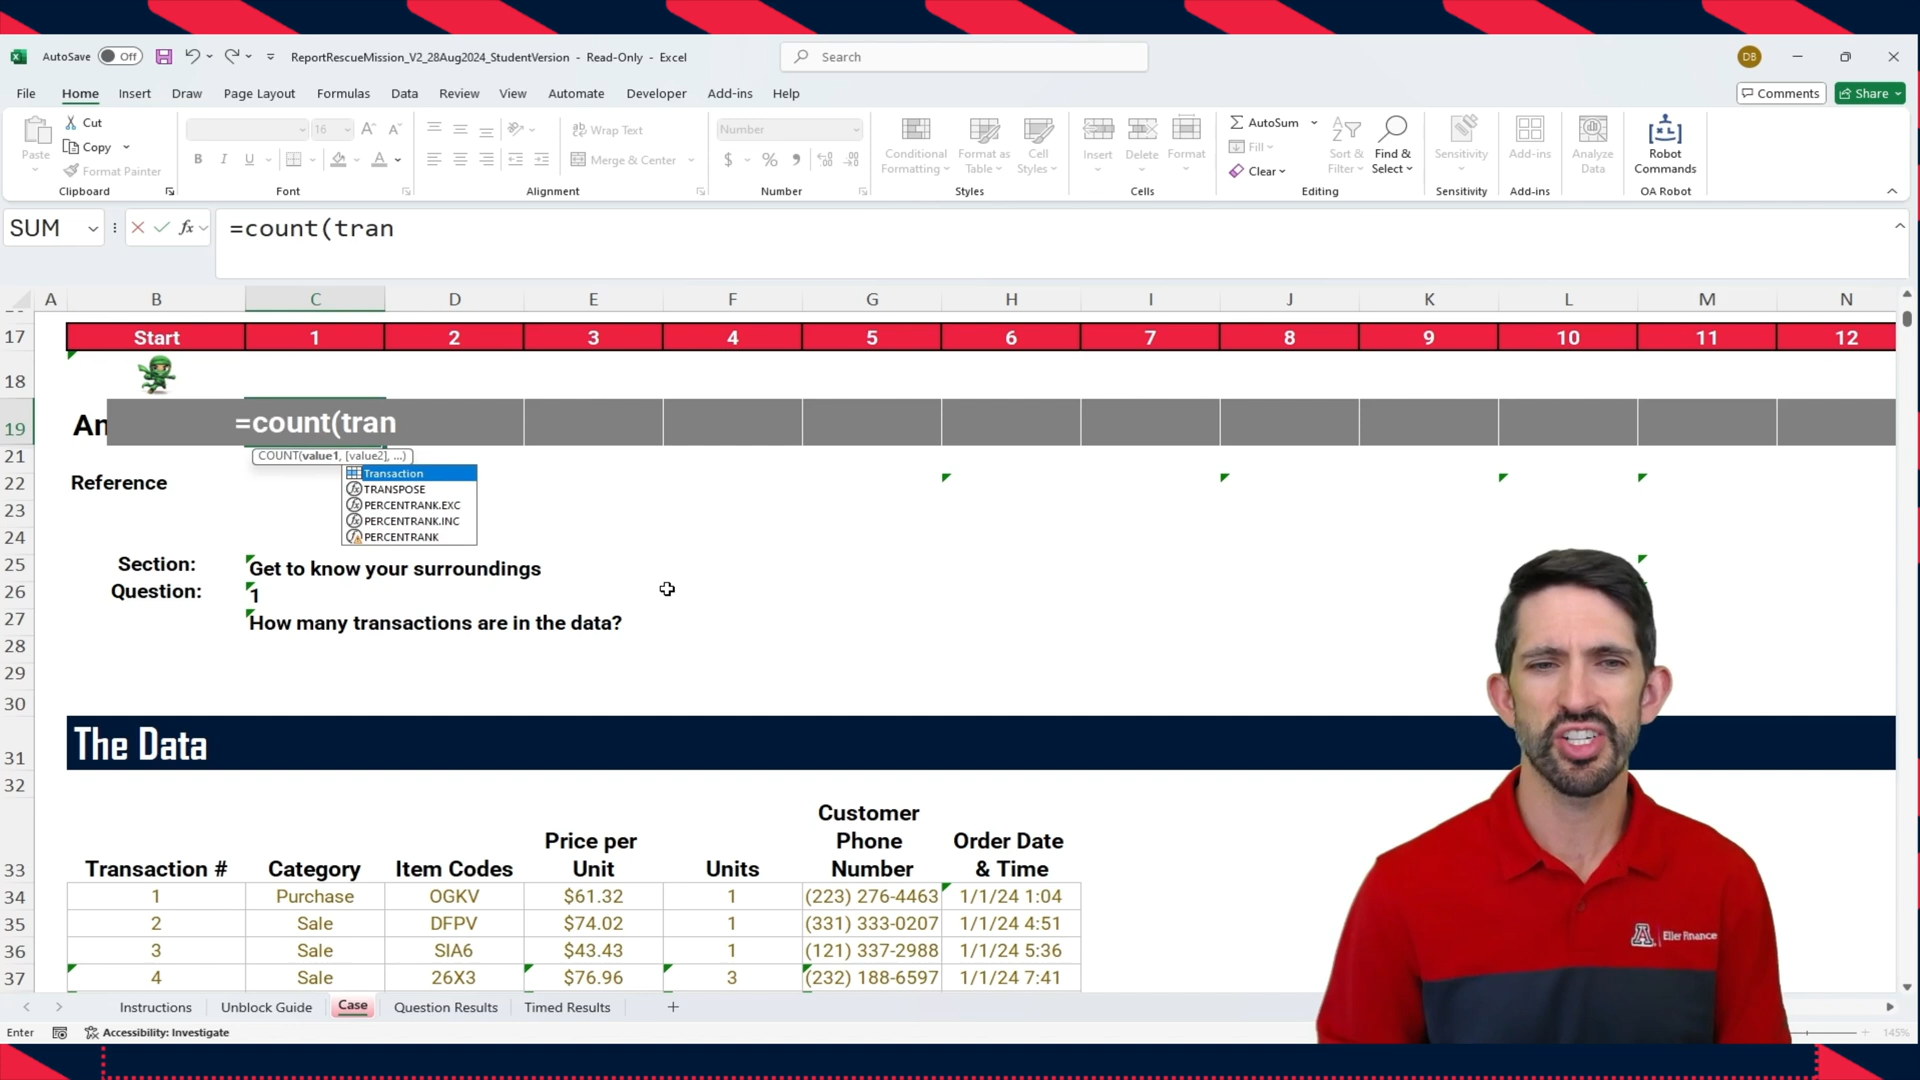 AutoSave Off ReportRescueMission_V2_28Aug2024_StudentVersion - Read-Only - Excel Search DB
File Home Insert Draw Page Layout Formulas Data Review View Automate Developer Add-ins Help Comments Share
Paste Cut Copy Format Painter Clipboard
16 B I U A Font
Wrap Text Merge & Center Alignment
Number $ % , Number
Conditional Formatting Format as Table Cell Styles Styles
Insert Delete Format Cells
AutoSum Fill Clear Sort & Filter Find & Select Editing
Sensitivity Sensitivity
Add-ins Add-ins
Analyze Data
Robot Commands OA Robot
SUM fx =count(tran
A B C D E F G H I J K L M N
17 Start 1 2 3 4 5 6 7 8 9 10 11 12
18
19 An =count(tran
COUNT(value1, [value2], ...)
21
Transaction
22 Reference TRANSPOSE
PERCENTRANK.EXC
23 PERCENTRANK.INC
24 PERCENTRANK
25 Section: Get to know your surroundings
26 Question: 1
27 How many transactions are in the data?
28
29
30
31 The Data
32
33 Transaction # Category Item Codes Price per Unit Units Customer Phone Number Order Date & Time
34 1 Purchase OGKV $61.32 1 (223) 276-4463 1/1/24 1:04
35 2 Sale DFPV $74.02 1 (331) 333-0207 1/1/24 4:51
36 3 Sale SIA6 $43.43 1 (121) 337-2988 1/1/24 5:36
37 4 Sale 26X3 $76.96 3 (232) 188-6597 1/1/24 7:41
A Eller Finance
Instructions Unblock Guide Case Question Results Timed Results
Enter Accessibility: Investigate 145%